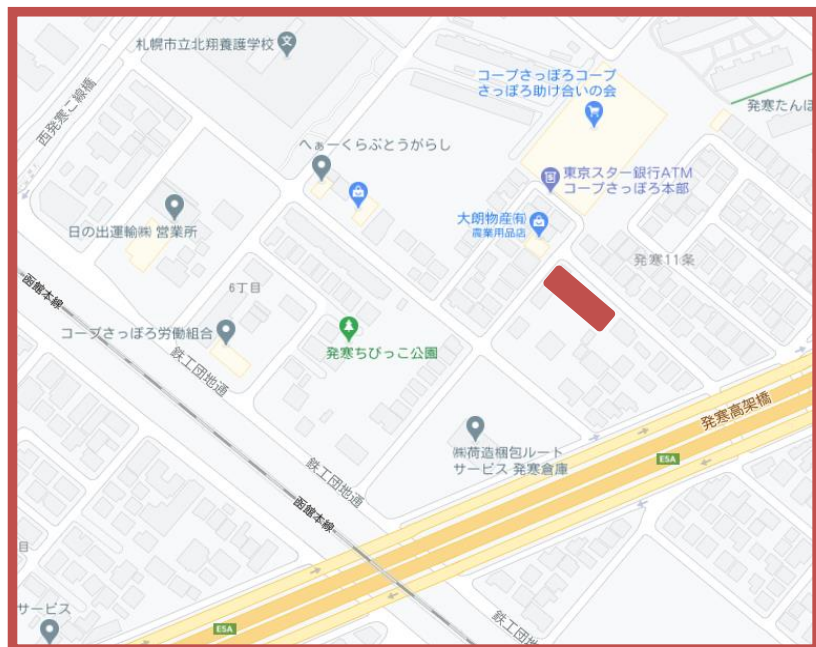 札幌市立北翔養護学校
西発寒こ線橋
コープさっぽろコープ
さっぽろ助け合いの会
発寒たんぽ
へぁーくらぶとうがらし
東京スター銀行ATM
コープさっぽろ本部
大朗物産㈲
農業用品店
日の出運輸㈱ 営業所
発寒11条
函館本線
6丁目
コープさっぽろ労働組合
発寒ちびっこ公園
鉄工団地通
発寒高架橋
㈱荷造梱包ルート
サービス 発寒倉庫
E5A
鉄工団地通
函館本線
目
サービス
E5A
鉄工団地